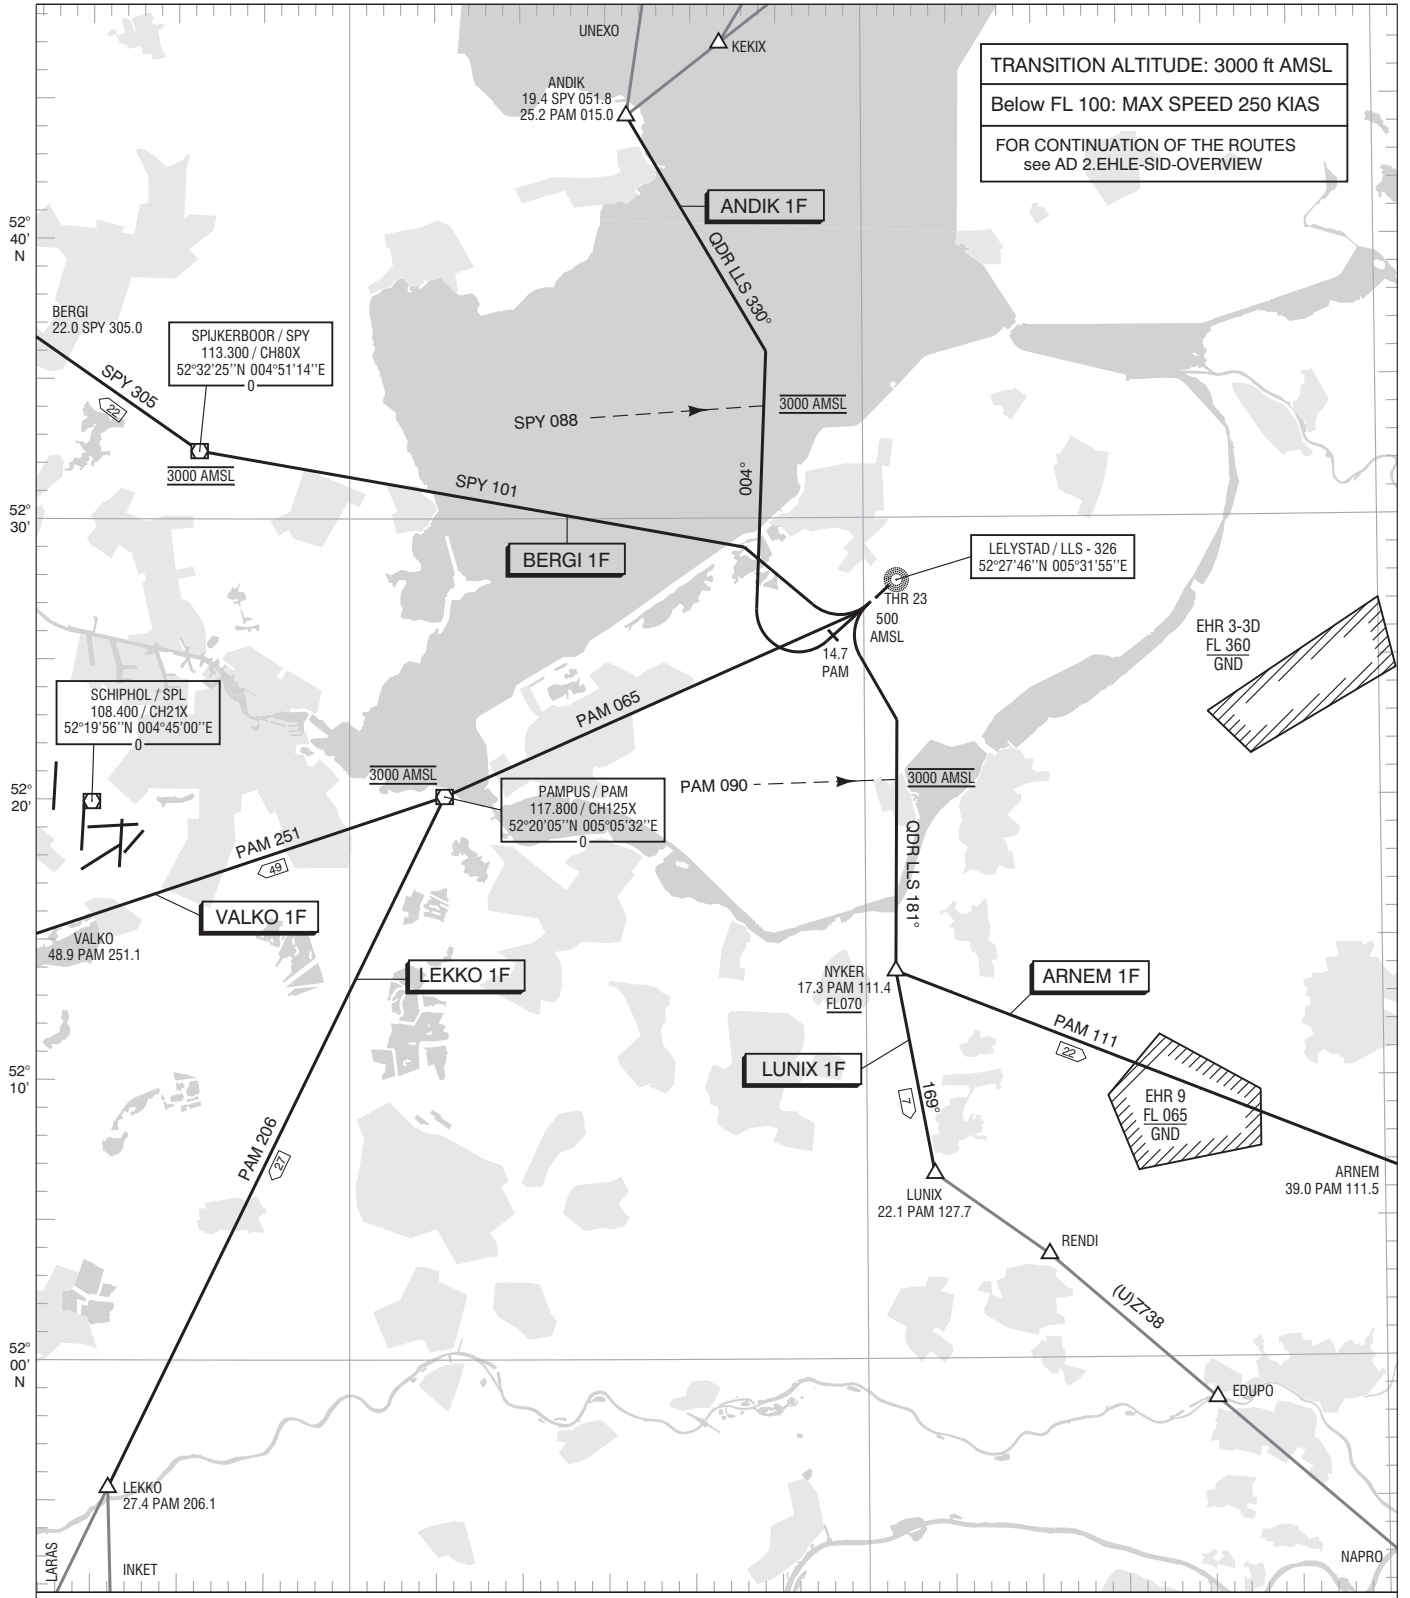 UNEXO
KEKIX
ANDIK
19.4 SPY 051.8
25.2 PAM 015.0
TRANSITION ALTITUDE: 3000 ft AMSL
Below FL 100: MAX SPEED 250 KIAS
FOR CONTINUATION OF THE ROUTES
see AD 2.EHLE-SID-OVERVIEW
ANDIK 1F
52°
40'
N
QDR LLS 330°
BERGI
22.0 SPY 305.0
SPIJKERBOOR / SPY
113.300 / CH80X
52°32'25''N 004°51'14''E
0
SPY 305
22
3000 AMSL
SPY 088
3000 AMSL
004°
SPY 101
52°
30'
BERGI 1F
LELYSTAD / LLS - 326
52°27'46''N 005°31'55''E
THR 23
500
AMSL
14.7
PAM
EHR 3-3D
FL 360
GND
SCHIPHOL / SPL
108.400 / CH21X
52°19'56''N 004°45'00''E
0
PAM 065
3000 AMSL
PAM 090
3000 AMSL
52°
20'
PAMPUS / PAM
117.800 / CH125X
52°20'05''N 005°05'32''E
0
PAM 251
49
QDR LLS 181°
VALKO 1F
VALKO
48.9 PAM 251.1
LEKKO 1F
NYKER
17.3 PAM 111.4
FL070
ARNEM 1F
PAM 111
22
LUNIX 1F
52°
10'
169°
7
EHR 9
FL 065
GND
PAM 206
27
ARNEM
39.0 PAM 111.5
LUNIX
22.1 PAM 127.7
RENDI
(U)Z738
52°
00'
N
EDUPO
LEKKO
27.4 PAM 206.1
LARAS
INKET
NAPRO